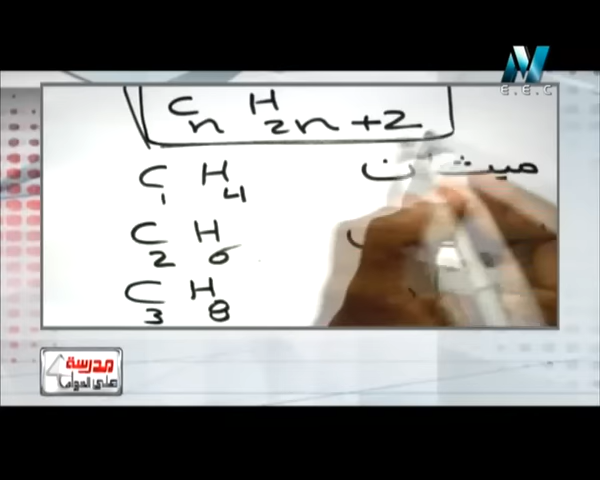 M
E.E.C
CnH2n+2
C1H4 ميثان
C2H6
C3H8
مدرسة
على الهواء